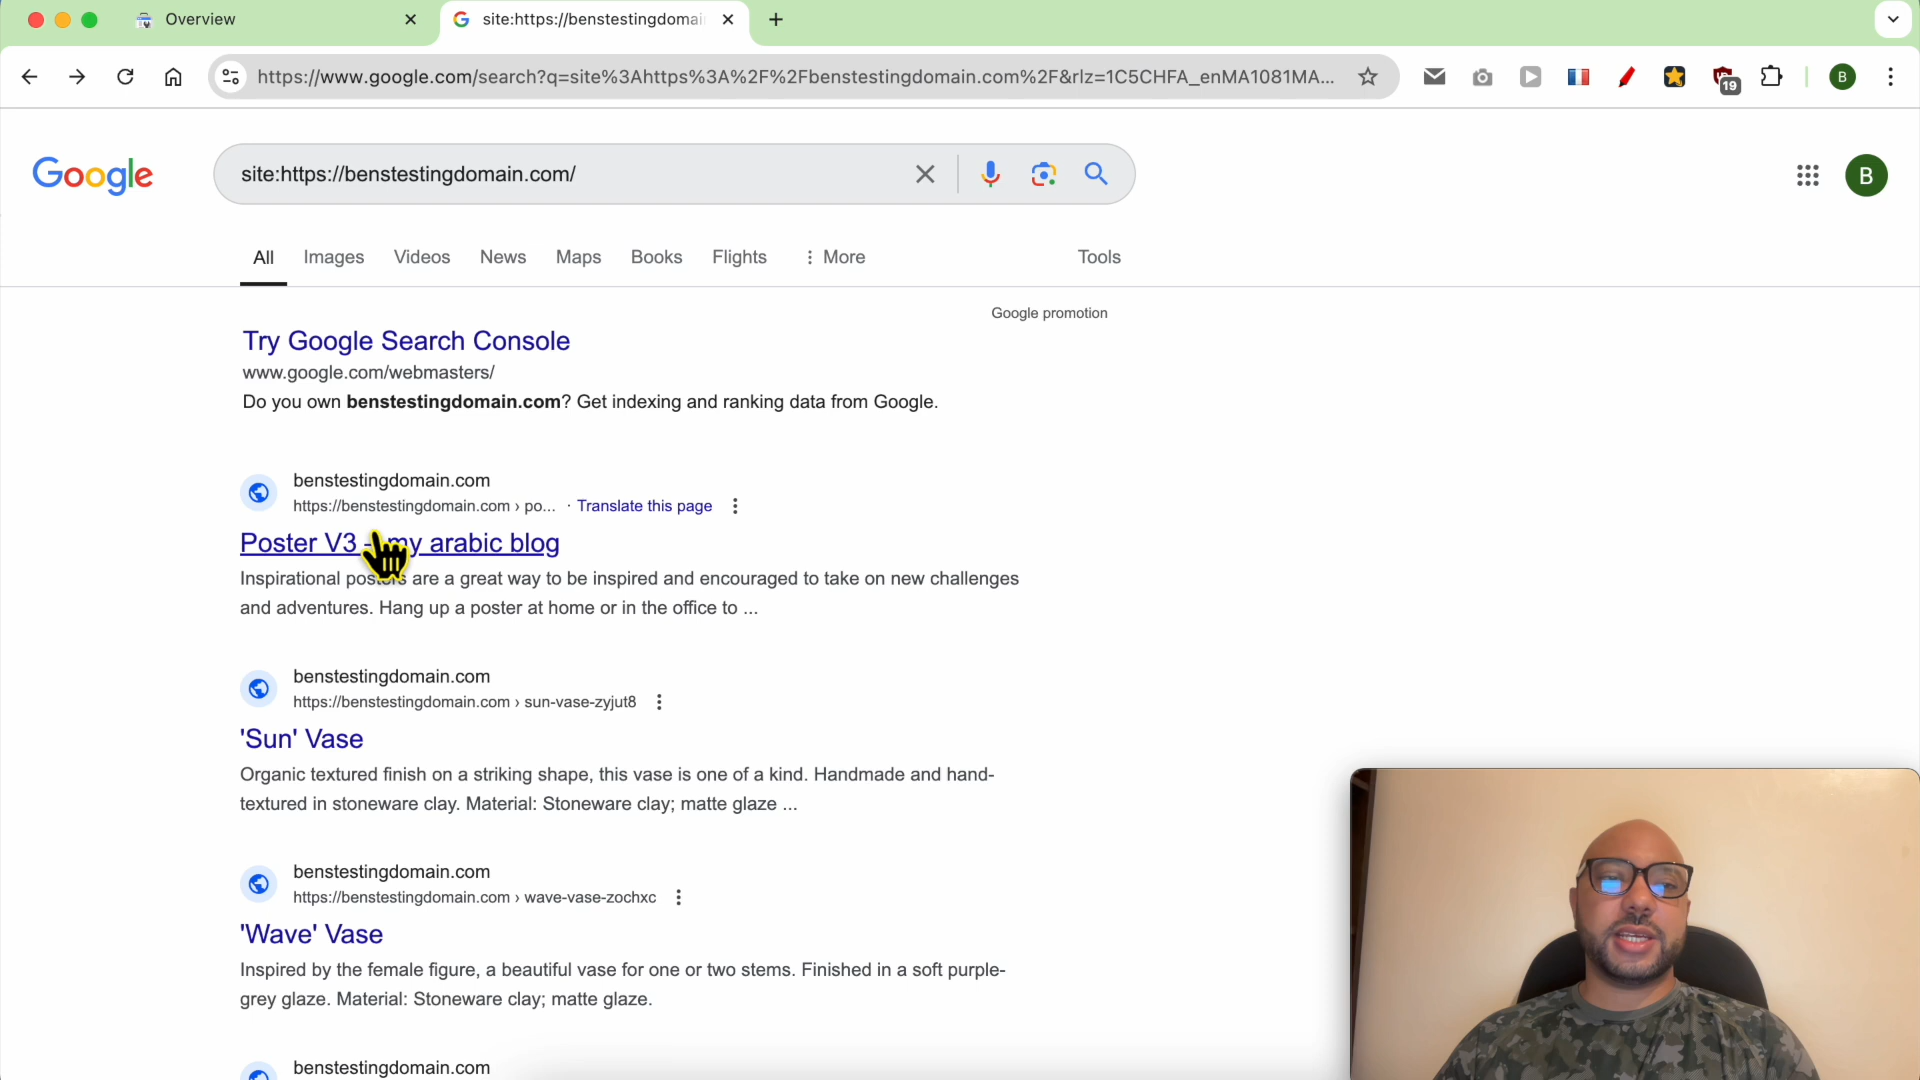 Overview
site:https://benstestingdomai
https://www.google.com/search?q=site%3Ahttps%3A%2F%2Fbenstestingdomain.com%2F&rlz=1C5CHFA_enMA1081MA...
19
B
Google
site:https://benstestingdomain.com/
B
All Images Videos News Maps Books Flights More Tools
Google promotion
Try Google Search Console
www.google.com/webmasters/
Do you own benstestingdomain.com? Get indexing and ranking data from Google.
benstestingdomain.com
https://benstestingdomain.com › po... · Translate this page
Poster V3 - my arabic blog
Inspirational posters are a great way to be inspired and encouraged to take on new challenges
and adventures. Hang up a poster at home or in the office to ...
benstestingdomain.com
https://benstestingdomain.com › sun-vase-zyjut8
'Sun' Vase
Organic textured finish on a striking shape, this vase is one of a kind. Handmade and hand-
textured in stoneware clay. Material: Stoneware clay; matte glaze ...
benstestingdomain.com
https://benstestingdomain.com › wave-vase-zochxc
'Wave' Vase
Inspired by the female figure, a beautiful vase for one or two stems. Finished in a soft purple-
grey glaze. Material: Stoneware clay; matte glaze.
benstestingdomain.com